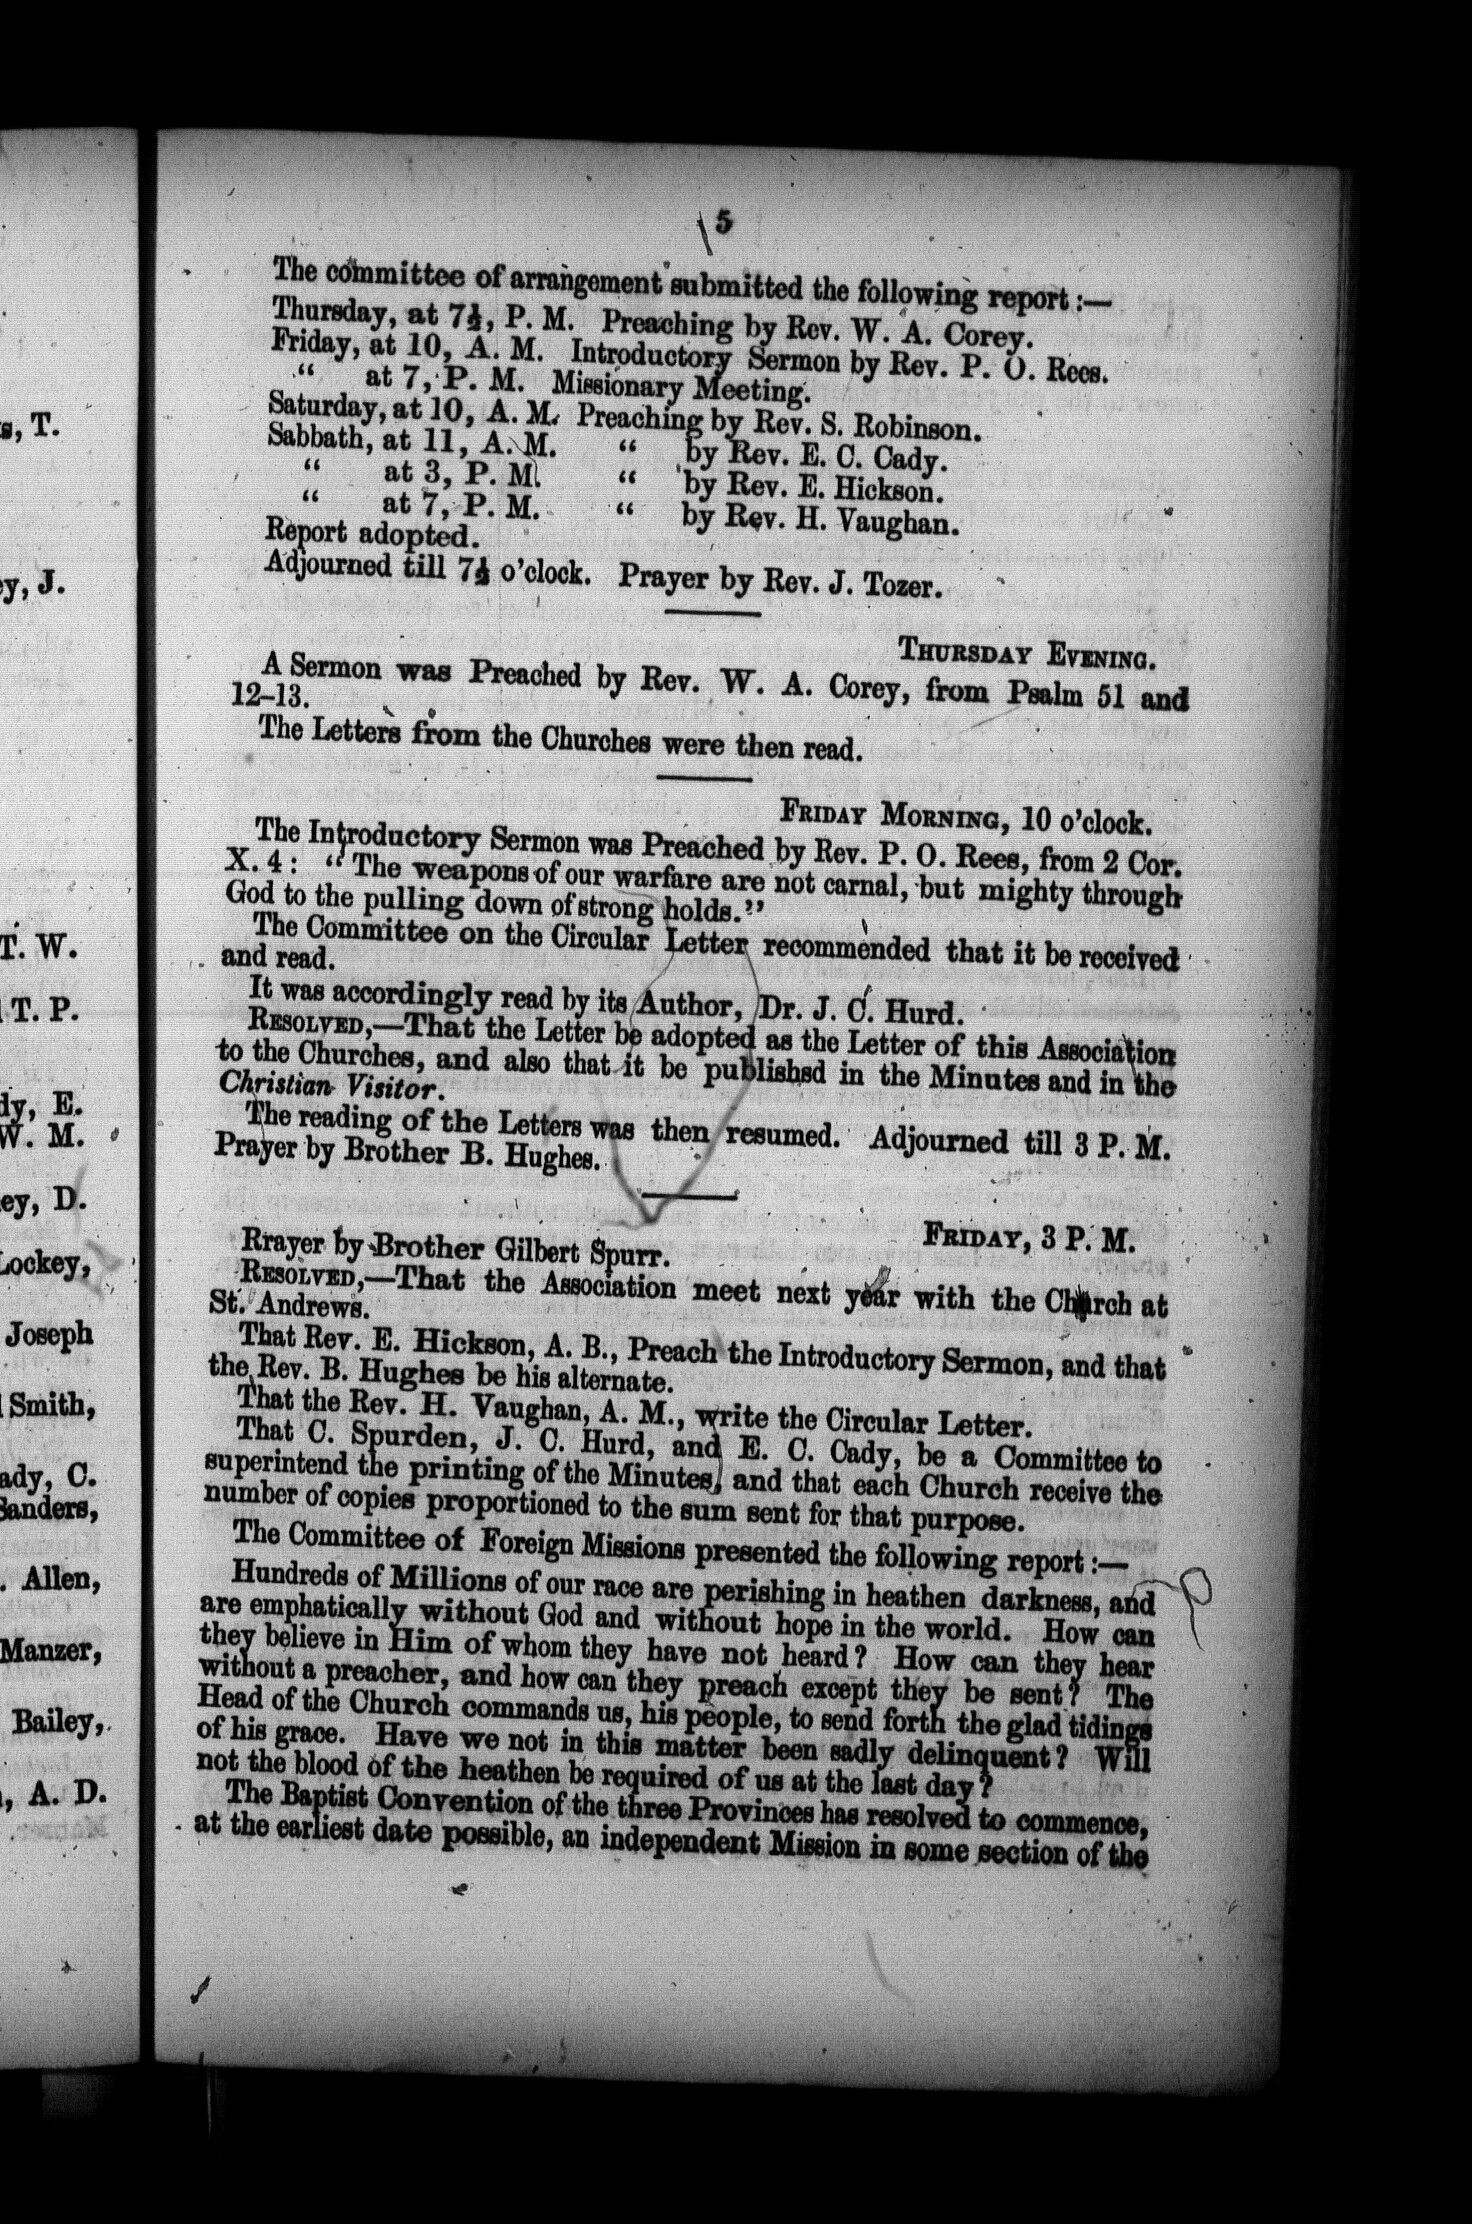 s, T.
ey, J.
T. W.
T. P.
dy, E.
W. M.
ey, D.
Lockey,
Joseph
Smith,
ady, C.
Sanders,
. Allen,
Manzer,
Bailey,
, A. D.
5
The committee of arrangement submitted the following report:—
Thursday, at 7½, P. M. Preaching by Rev. W. A. Corey.
Friday, at 10, A. M. Introductory Sermon by Rev. P. O. Rees.
“ at 7, P. M. Missionary Meeting.
Saturday, at 10, A. M. Preaching by Rev. S. Robinson.
Sabbath, at 11, A. M. “ by Rev. E. C. Cady.
“ at 3, P. M. “ by Rev. E. Hickson.
“ at 7, P. M. “ by Rev. H. Vaughan.
Report adopted.
Adjourned till 7½ o'clock. Prayer by Rev. J. Tozer.
THURSDAY EVENING.
A Sermon was Preached by Rev. W. A. Corey, from Psalm 51 and
12–13.
The Letters from the Churches were then read.
FRIDAY MORNING, 10 o'clock.
The Introductory Sermon was Preached by Rev. P. O. Rees, from 2 Cor.
X. 4: “The weapons of our warfare are not carnal, but mighty through
God to the pulling down of strong holds.”
The Committee on the Circular Letter recommended that it be received
and read.
It was accordingly read by its Author, Dr. J. C. Hurd.
RESOLVED,—That the Letter be adopted as the Letter of this Association
to the Churches, and also that it be publishsd in the Minutes and in the
Christian Visitor.
The reading of the Letters was then resumed. Adjourned till 3 P. M.
Prayer by Brother B. Hughes.
FRIDAY, 3 P. M.
Rrayer by Brother Gilbert Spurr.
RESOLVED,—That the Association meet next year with the Church at
St. Andrews.
That Rev. E. Hickson, A. B., Preach the Introductory Sermon, and that
the Rev. B. Hughes be his alternate.
That the Rev. H. Vaughan, A. M., write the Circular Letter.
That C. Spurden, J. C. Hurd, and E. C. Cady, be a Committee to
superintend the printing of the Minutes, and that each Church receive the
number of copies proportioned to the sum sent for that purpose.
The Committee of Foreign Missions presented the following report:—
Hundreds of Millions of our race are perishing in heathen darkness, and
are emphatically without God and without hope in the world. How can
they believe in Him of whom they have not heard? How can they hear
without a preacher, and how can they preach except they be sent? The
Head of the Church commands us, his people, to send forth the glad tidings
of his grace. Have we not in this matter been sadly delinquent? Will
not the blood of the heathen be required of us at the last day?
The Baptist Convention of the three Provinces has resolved to commence,
at the earliest date possible, an independent Mission in some section of the